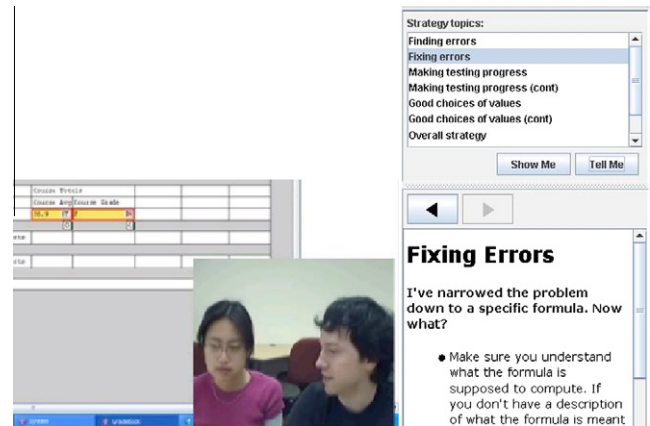 Strategy topics:
Finding errors
Fixing errors
Making testing progress
Making testing progress (cont)
Good choices of values
Good choices of values (cont)
Overall strategy
Show Me
Tell Me
Course Totals
Course Avg
Course Grade
Fixing Errors
I've narrowed the problem
down to a specific formula. Now
what?
Make sure you understand
what the formula is
supposed to compute. If
you don't have a description
of what the formula is meant